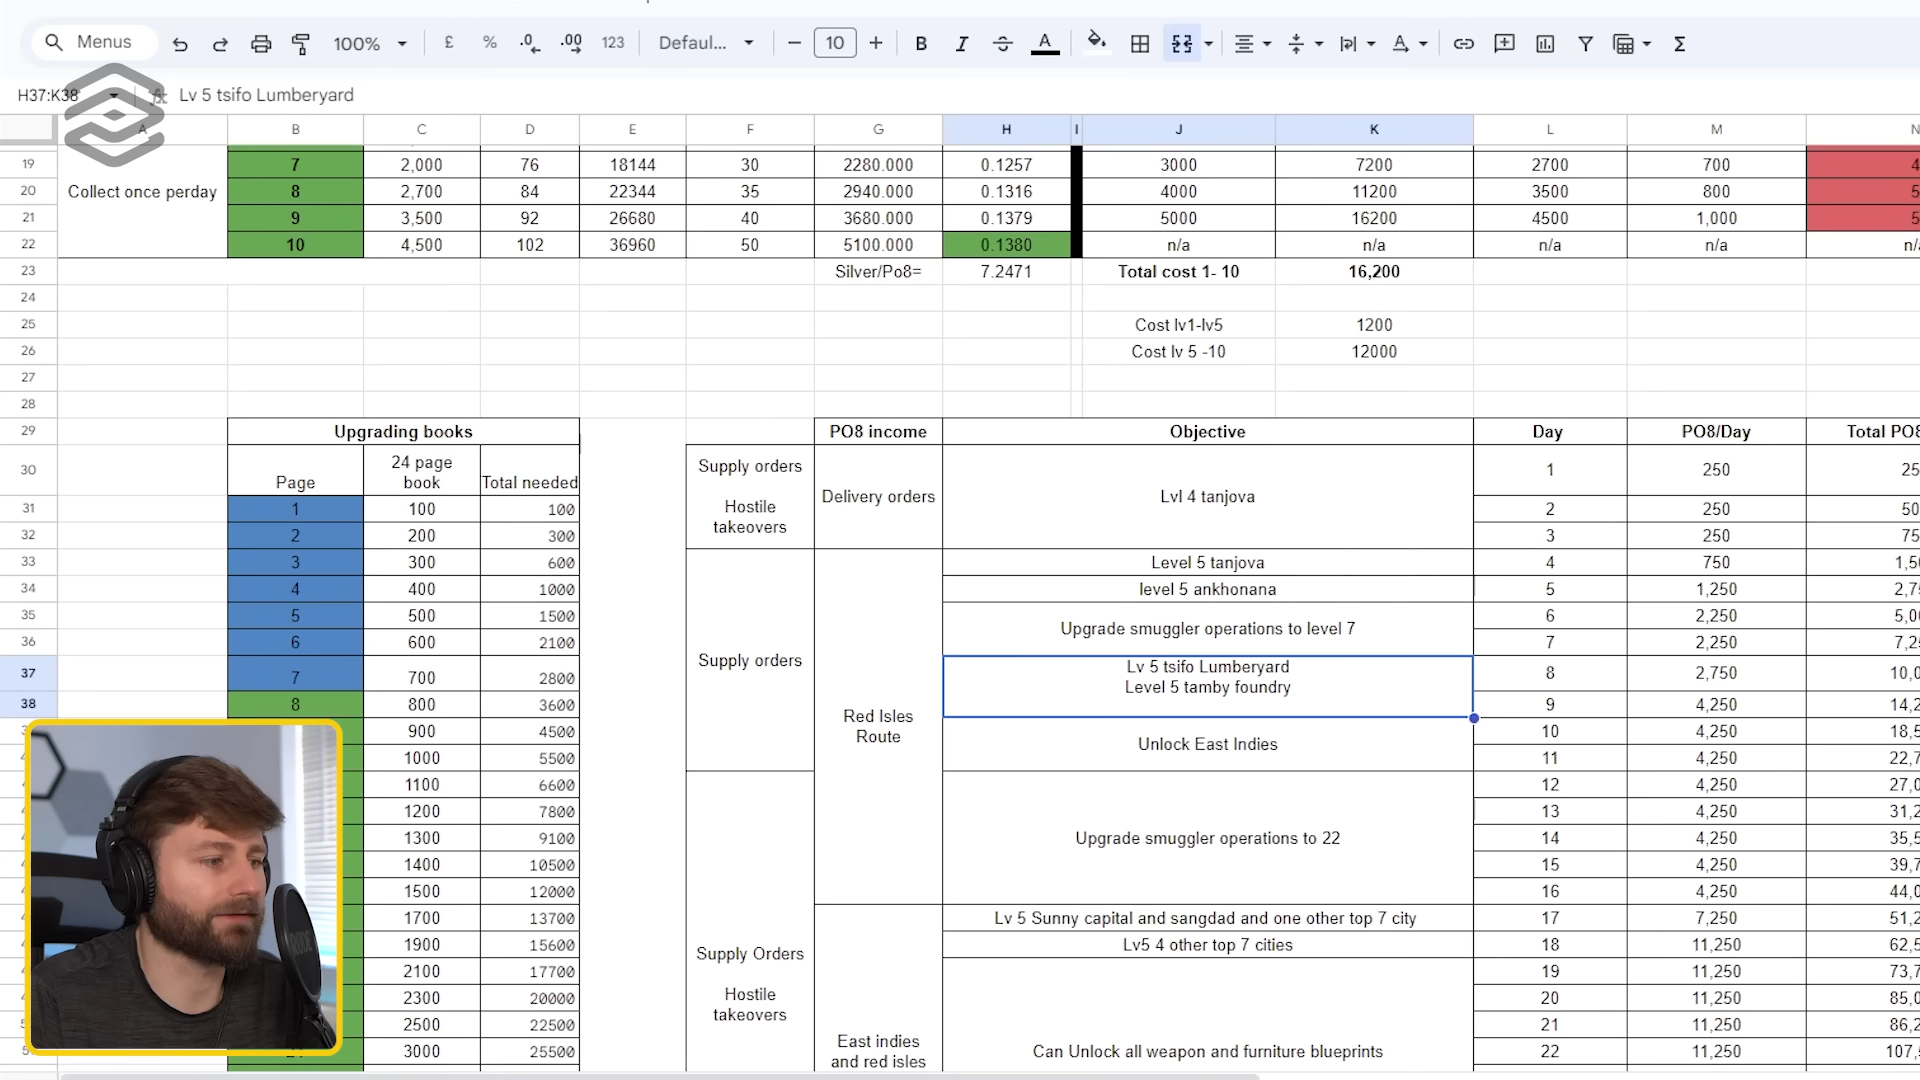 Menus
100%
£
%
.0
.00
123
Defaul...
10
B
I
A
A
Σ
H37:K38
Lv 5 tsifo Lumberyard
A B C D E F G H I J K L M N
19 7 2,000 76 18144 30 2280.000 0.1257 3000 7200 2700 700
20 Collect once perday 8 2,700 84 22344 35 2940.000 0.1316 4000 11200 3500 800
21 9 3,500 92 26680 40 3680.000 0.1379 5000 16200 4500 1,000
22 10 4,500 102 36960 50 5100.000 0.1380 n/a n/a n/a n/a
23 Silver/Po8= 7.2471 Total cost 1- 10 16,200
24
25 Cost lv1-lv5 1200
26 Cost lv 5 -10 12000
27
28
29 Upgrading books PO8 income Objective Day PO8/Day Total PO8
30 Page 24 page book Total needed Supply orders Hostile takeovers Delivery orders Lvl 4 tanjova 1 250
31 1 100 100 2 250
32 2 200 300 3 250
33 3 300 600 Level 5 tanjova 4 750
34 4 400 1000 level 5 ankhonana 5 1,250
35 5 500 1500 Upgrade smuggler operations to level 7 6 2,250
36 6 600 2100 Supply orders 7 2,250
37 7 700 2800 Lv 5 tsifo Lumberyard 8 2,750
Level 5 tamby foundry
38 8 800 3600 Red Isles Route 9 4,250
900 4500 Unlock East Indies 10 4,250
1000 5500 11 4,250
1100 6600 12 4,250
1200 7800 13 4,250
1300 9100 Upgrade smuggler operations to 22 14 4,250
1400 10500 15 4,250
1500 12000 16 4,250
1700 13700 Lv 5 Sunny capital and sangdad and one other top 7 city 17 7,250
1900 15600 Supply Orders Lv5 4 other top 7 cities 18 11,250
2100 17700 19 11,250
2300 20000 Hostile takeovers 20 11,250
2500 22500 21 11,250
3000 25500 East indies and red isles Can Unlock all weapon and furniture blueprints 22 11,250